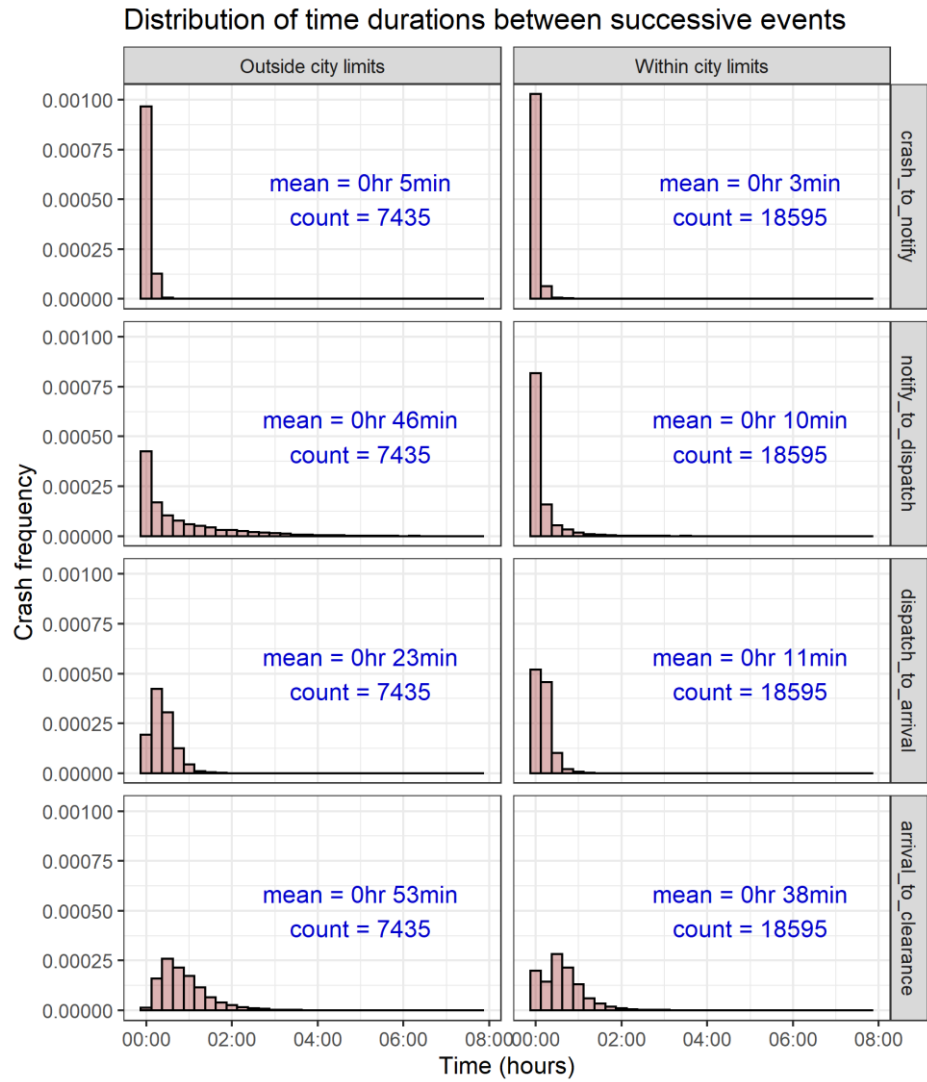 Distribution of time durations between successive events
Outside city limits
Within city limits
0.00100
0.00075
0.00050
0.00025
0.00000
mean = 0hr 5min
count = 7435
mean = 0hr 3min
count = 18595
crash_to_notify
0.00100
0.00075
0.00050
0.00025
0.00000
mean = 0hr 46min
count = 7435
mean = 0hr 10min
count = 18595
notify_to_dispatch
Crash frequency
0.00100
0.00075
0.00050
0.00025
0.00000
mean = 0hr 23min
count = 7435
mean = 0hr 11min
count = 18595
dispatch_to_arrival
0.00100
0.00075
0.00050
0.00025
0.00000
mean = 0hr 53min
count = 7435
mean = 0hr 38min
count = 18595
arrival_to_clearance
00:00 02:00 04:00 06:00 08:00
00:00 02:00 04:00 06:00 08:00
Time (hours)